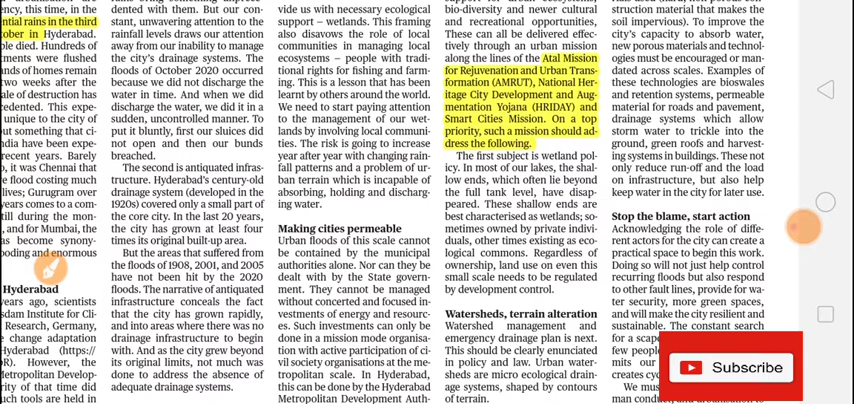 ency, this time, in the
ential rains in the third
tober in Hyderabad.
ple died. Hundreds of
tments were flushed
nds of homes remain
two weeks after the
ale of destruction has
cedented. This expe-
unique to the city of
out something that ci-
India have been expe-
recent years. Barely
o, it was Chennai that
e flood costing much
lives; Gurugram over
years comes to a com-
still during the mon-
, and for Mumbai, the
as become synony-
ooding and enormous
Hyderabad
years ago, scientists
sdam Institute for Cli-
Research, Germany,
e change adaptation
Hyderabad (https://
oR). However, the
Metropolitan Develop-
rity of that time did
uch tools are held in
dented with them. But our con-
stant, unwavering attention to the
rainfall levels draws our attention
away from our inability to manage
the city's drainage systems. The
floods of October 2020 occurred
because we did not discharge the
water in time. And when we did
discharge the water, we did it in a
sudden, uncontrolled manner. To
put it bluntly, first our sluices did
not open and then our bunds
breached.
The second is antiquated infras-
tructure. Hyderabad's century-old
drainage system (developed in the
1920s) covered only a small part of
the core city. In the last 20 years,
the city has grown at least four
times its original built-up area.
But the areas that suffered from
the floods of 1908, 2001, and 2005
have not been hit by the 2020
floods. The narrative of antiquated
infrastructure conceals the fact
that the city has grown rapidly,
and into areas where there was no
drainage infrastructure to begin
with. And as the city grew beyond
its original limits, not much was
done to address the absence of
adequate drainage systems.
vide us with necessary ecological
support – wetlands. This framing
also disavows the role of local
communities in managing local
ecosystems – people with tradi-
tional rights for fishing and farm-
ing. This is a lesson that has been
learnt by others around the world.
We need to start paying attention
to the management of our wet-
lands by involving local communi-
ties. The risk is going to increase
year after year with changing rain-
fall patterns and a problem of ur-
ban terrain which is incapable of
absorbing, holding and discharg-
ing water.
Making cities permeable
Urban floods of this scale cannot
be contained by the municipal
authorities alone. Nor can they be
dealt with by the State govern-
ment. They cannot be managed
without concerted and focused in-
vestments of energy and resourc-
es. Such investments can only be
done in a mission mode organisa-
tion with active participation of ci-
vil society organisations at the me-
tropolitan scale. In Hyderabad,
this can be done by the Hyderabad
Metropolitan Development Auth-
bio-diversity and newer cultural
and recreational opportunities,
These can all be delivered effec-
tively through an urban mission
along the lines of the Atal Mission
for Rejuvenation and Urban Trans-
formation (AMRUT), National Her-
itage City Development and Aug-
mentation Yojana (HRIDAY) and
Smart Cities Mission. On a top
priority, such a mission should ad-
dress the following.
The first subject is wetland pol-
icy. In most of our lakes, the shal-
low ends, which often lie beyond
the full tank level, have disap-
peared. These shallow ends are
best characterised as wetlands; so-
metimes owned by private individ-
uals, other times existing as eco-
logical commons. Regardless of
ownership, land use on even this
small scale needs to be regulated
by development control.
Watersheds, terrain alteration
Watershed management and
emergency drainage plan is next.
This should be clearly enunciated
in policy and law. Urban water-
sheds are micro ecological drain-
age systems, shaped by contours
of terrain.
struction material that makes the
soil impervious). To improve the
city's capacity to absorb water,
new porous materials and technol-
ogies must be encouraged or man-
dated across scales. Examples of
these technologies are bioswales
and retention systems, permeable
material for roads and pavement,
drainage systems which allow
storm water to trickle into the
ground, green roofs and harvest-
ing systems in buildings. These not
only reduce run-off and the load
on infrastructure, but also help
keep water in the city for later use.
Stop the blame, start action
Acknowledging the role of differ-
ent actors for the city can create a
practical space to begin this work.
Doing so will not just help control
recurring floods but also respond
to other fault lines, provide for wa-
ter security, more green spaces,
and will make the city resilient and
sustainable. The constant search
for a scape
few people
mits our
creates cyc
We mus
man conduc
Subscribe